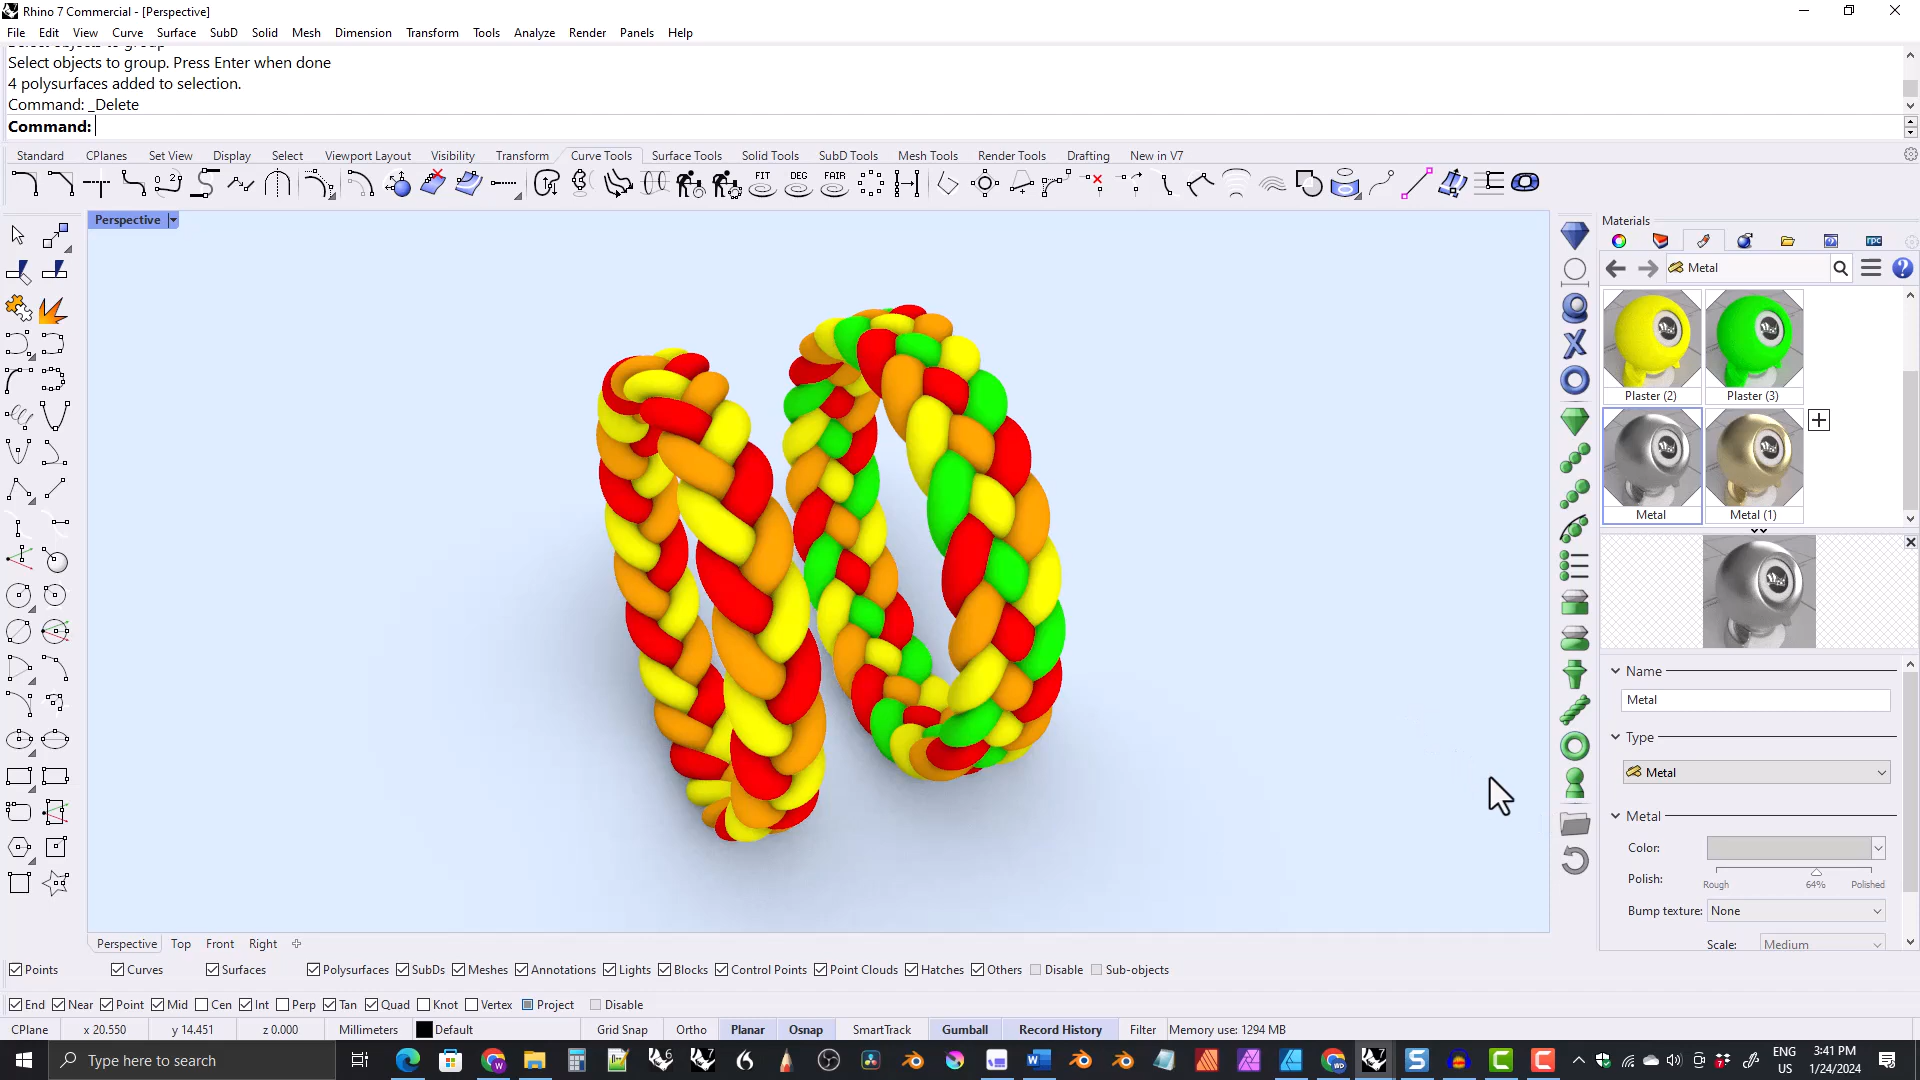 Rhino 7 Commercial - [Perspective]
File Edit View Curve Surface SubD Solid Mesh Dimension Transform Tools Analyze Render Panels Help
Select objects to group
Select objects to group. Press Enter when done
4 polysurfaces added to selection.
Command: _Delete
Command:
Standard CPlanes Set View Display Select Viewport Layout Visibility Transform Curve Tools Surface Tools Solid Tools SubD Tools Mesh Tools Render Tools Drafting New in V7
FIT DEG FAIR
Perspective
Materials
rpc
Metal
Plaster (2) Plaster (3)
Metal Metal (1)
Name
Metal
Type
Metal
Metal
Color:
Polish:
Rough 64% Polished
Bump texture: None
Scale: Medium
Perspective Top Front Right
Points Curves Surfaces Polysurfaces SubDs Meshes Annotations Lights Blocks Control Points Point Clouds Hatches Others Disable Sub-objects
End Near Point Mid Cen Int Perp Tan Quad Knot Vertex Project Disable
CPlane x 20.550 y 14.451 z 0.000 Millimeters Default Grid Snap Ortho Planar Osnap SmartTrack Gumball Record History Filter Memory use: 1294 MB
Type here to search
ENG
US
3:41 PM
1/24/2024